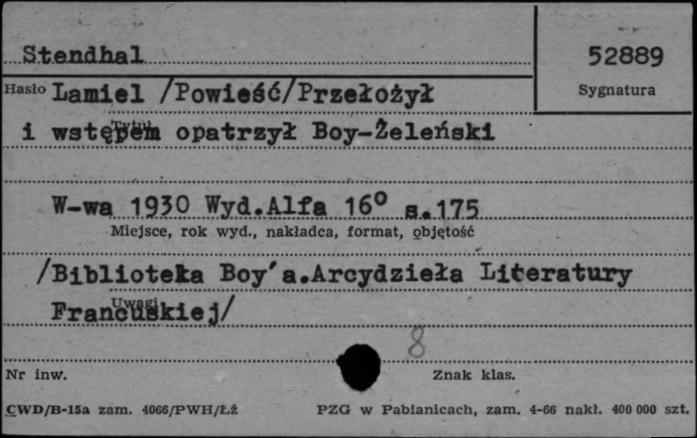 Stendhal
52889
Hasło Lamiel /Powieść/Przełożył
Sygnatura
Tytuł
i wstępem opatrzył Boy-Żeleński
W-wa 1930 Wyd.Alfa 16° s.175
Miejsce, rok wyd., nakładca, format, objętość
/Biblioteka Boy'a.Arcydzieła Literatury
Uwagi
Francuskiej/
8
Nr inw. Znak klas.
CWD/B-15a zam. 4066/PWH/Łż PZG w Pabianicach, zam. 4-66 nakł. 400 000 szt.